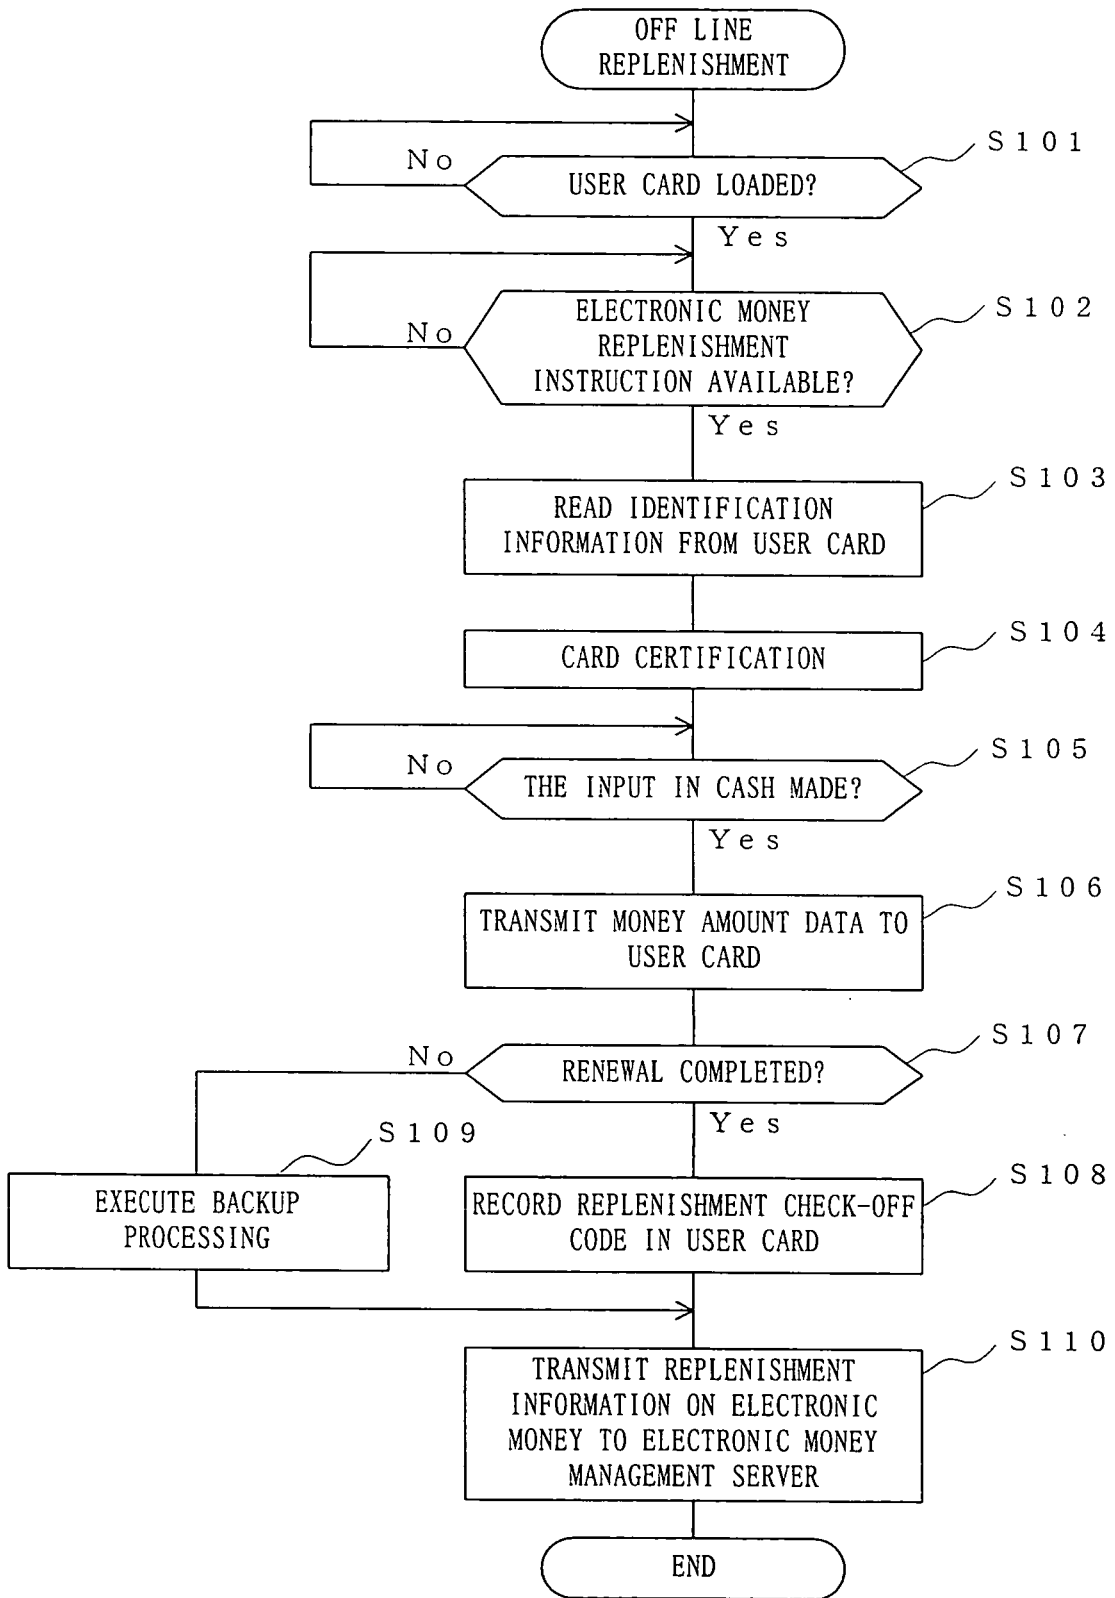 OFF LINE
REPLENISHMENT
S101
No
USER CARD LOADED?
Yes
S102
No
ELECTRONIC MONEY
REPLENISHMENT
INSTRUCTION AVAILABLE?
Yes
S103
READ IDENTIFICATION
INFORMATION FROM USER CARD
S104
CARD CERTIFICATION
S105
No
THE INPUT IN CASH MADE?
Yes
S106
TRANSMIT MONEY AMOUNT DATA TO
USER CARD
S107
No
RENEWAL COMPLETED?
Yes
S109
EXECUTE BACKUP
PROCESSING
S108
RECORD REPLENISHMENT CHECK-OFF
CODE IN USER CARD
S110
TRANSMIT REPLENISHMENT
INFORMATION ON ELECTRONIC
MONEY TO ELECTRONIC MONEY
MANAGEMENT SERVER
END